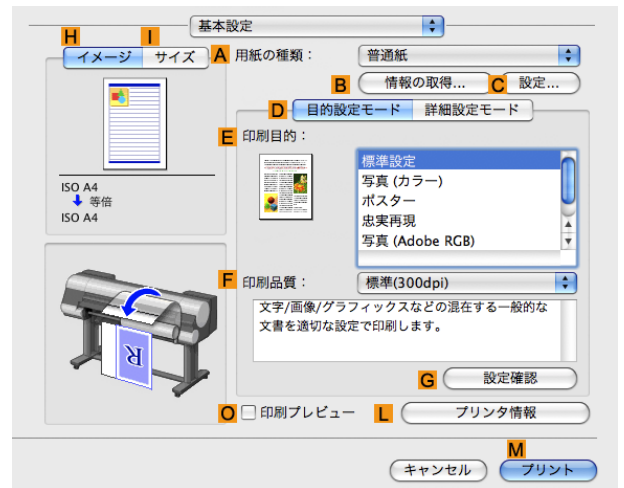 基本設定
H
I
イメージ サイズ
A 用紙の種類： 普通紙
B 情報の取得... C 設定...
D 目的設定モード 詳細設定モード
E 印刷目的：
標準設定
写真 (カラー)
ポスター
忠実再現
写真 (Adobe RGB)
ISO A4
等倍
ISO A4
F 印刷品質： 標準(300dpi)
文字/画像/グラフィックスなどの混在する一般的な
文書を適切な設定で印刷します。
R
G 設定確認
O 印刷プレビュー L プリンタ情報
M
キャンセル プリント